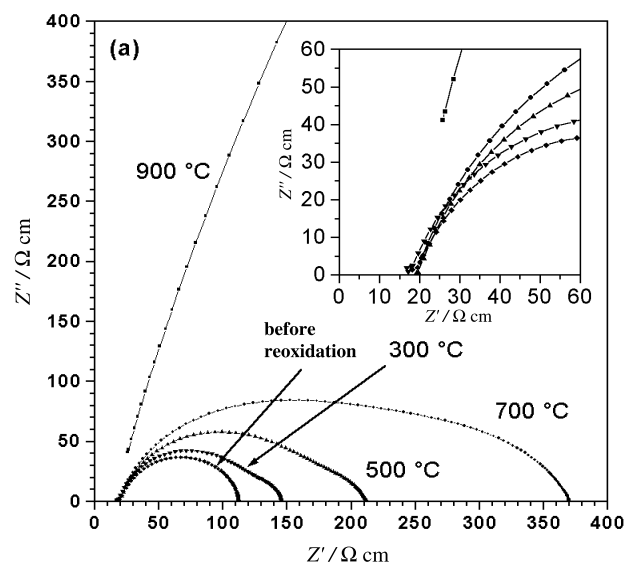 (a)
400
350
300
250
200
150
100
50
0
Z'' / Ω cm
0 50 100 150 200 250 300 350 400
Z' / Ω cm
900 °C
before
reoxidation
300 °C
700 °C
500 °C
60
50
40
30
20
10
0
Z'' / Ω cm
0 10 20 30 40 50 60
Z' / Ω cm